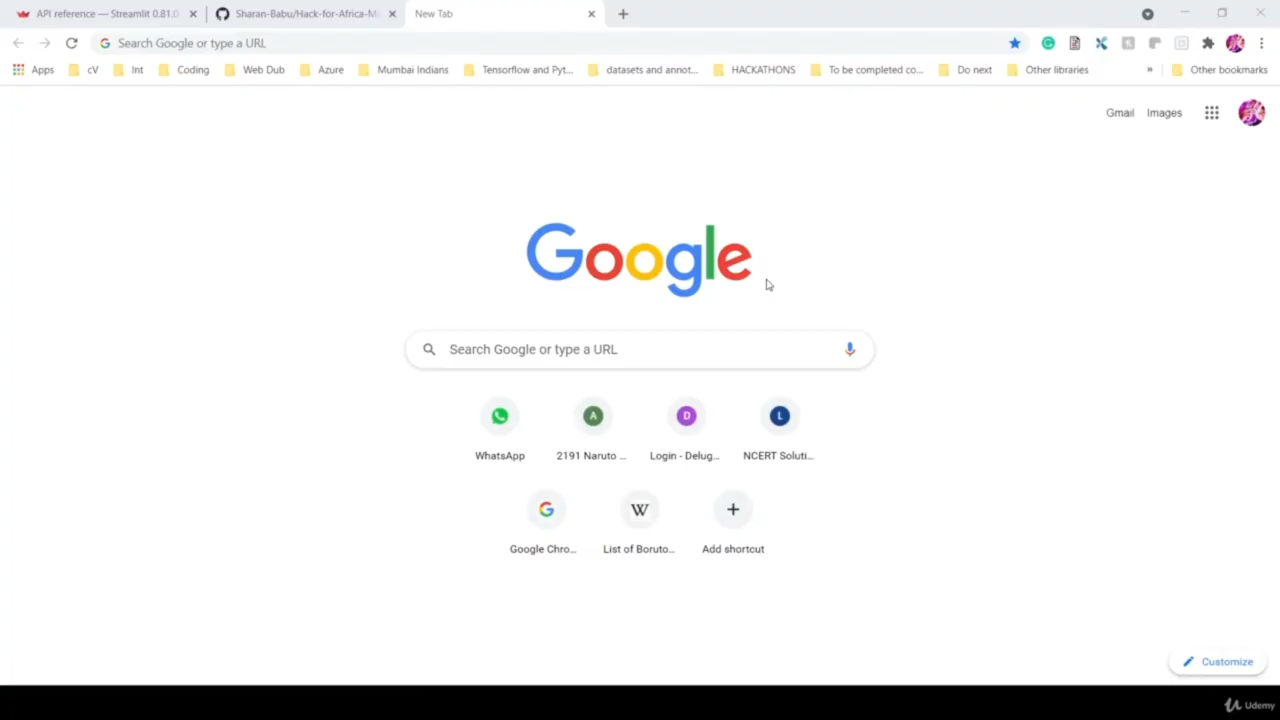 API reference — Streamlit 0.81.0
Sharan-Babu/Hack-for-Africa-M
New Tab
Search Google or type a URL
Apps
cV
Int
Coding
Web Dub
Azure
Mumbai Indians
Tensorflow and Pyt...
datasets and annot...
HACKATHONS
To be completed co...
Do next
Other libraries
»
Other bookmarks
Gmail
Images
Google
Search Google or type a URL
A
D
L
WhatsApp
2191 Naruto ...
Login - Delug...
NCERT Soluti...
G
W
Google Chro...
List of Boruto...
Add shortcut
Customize
Udemy